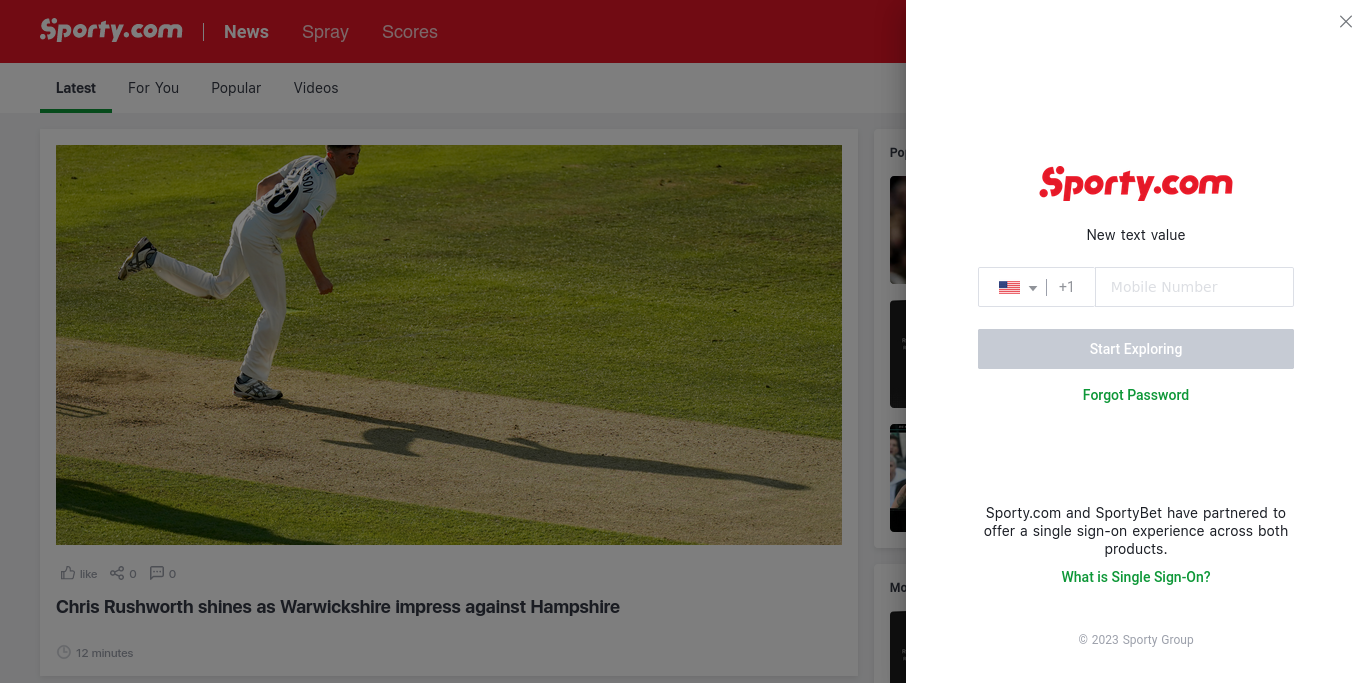 Sporty.com
News
Spray
Scores
Latest
For You
Popular
Videos
SON
like
0
0
Chris Rushworth shines as Warwickshire impress against Hampshire
12 minutes
Sporty.com
New text value
+1
Mobile Number
Start Exploring
Forgot Password
Sporty.com and SportyBet have partnered to
offer a single sign-on experience across both
products.
What is Single Sign-On?
© 2023 Sporty Group